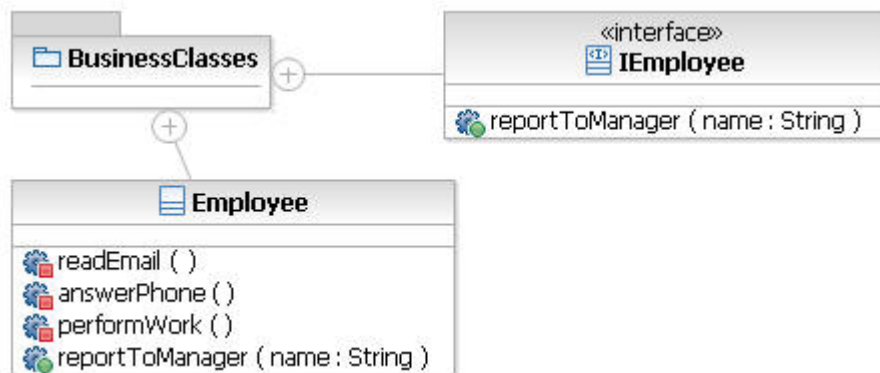 BusinessClasses
«interface»
IEmployee
reportToManager ( name : String )
Employee
readEmail ( )
answerPhone ( )
performWork ( )
reportToManager ( name : String )